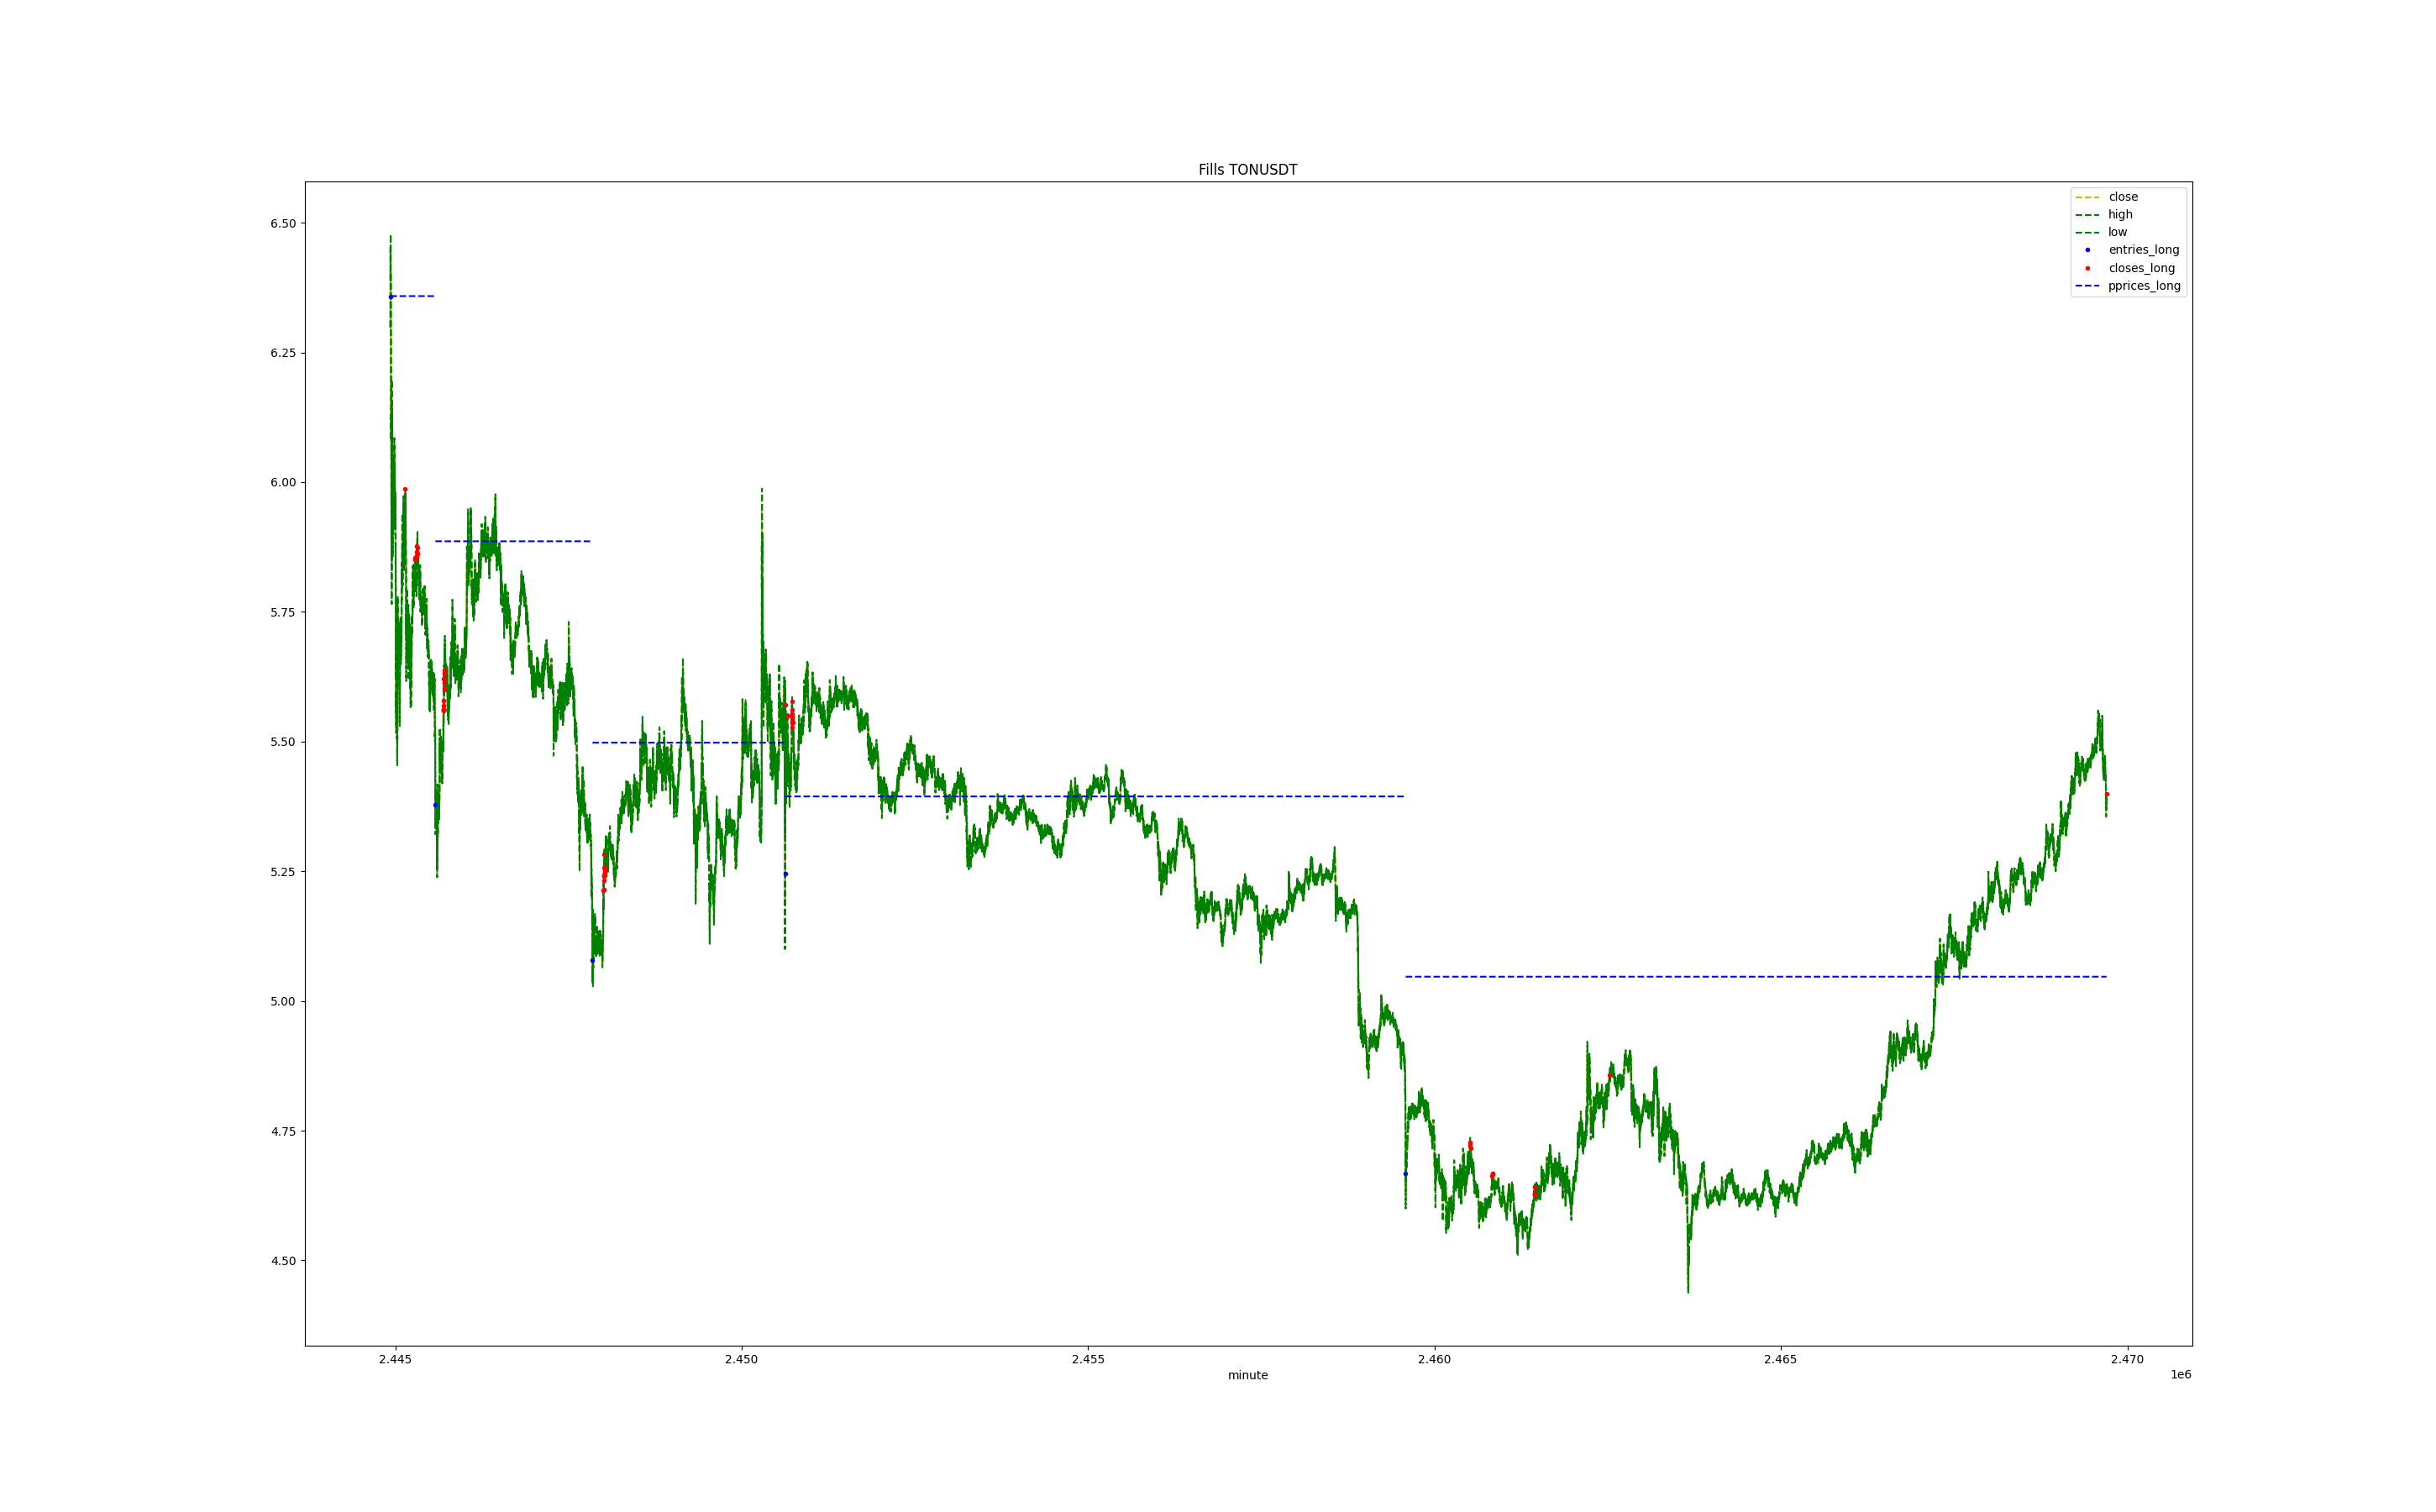 Fills TONUSDT
close
high
low
entries_long
closes_long
pprices_long
6.50
6.25
6.00
5.75
5.50
5.25
5.00
4.75
4.50
2.445
2.450
2.455
2.460
2.465
2.470
minute
1e6